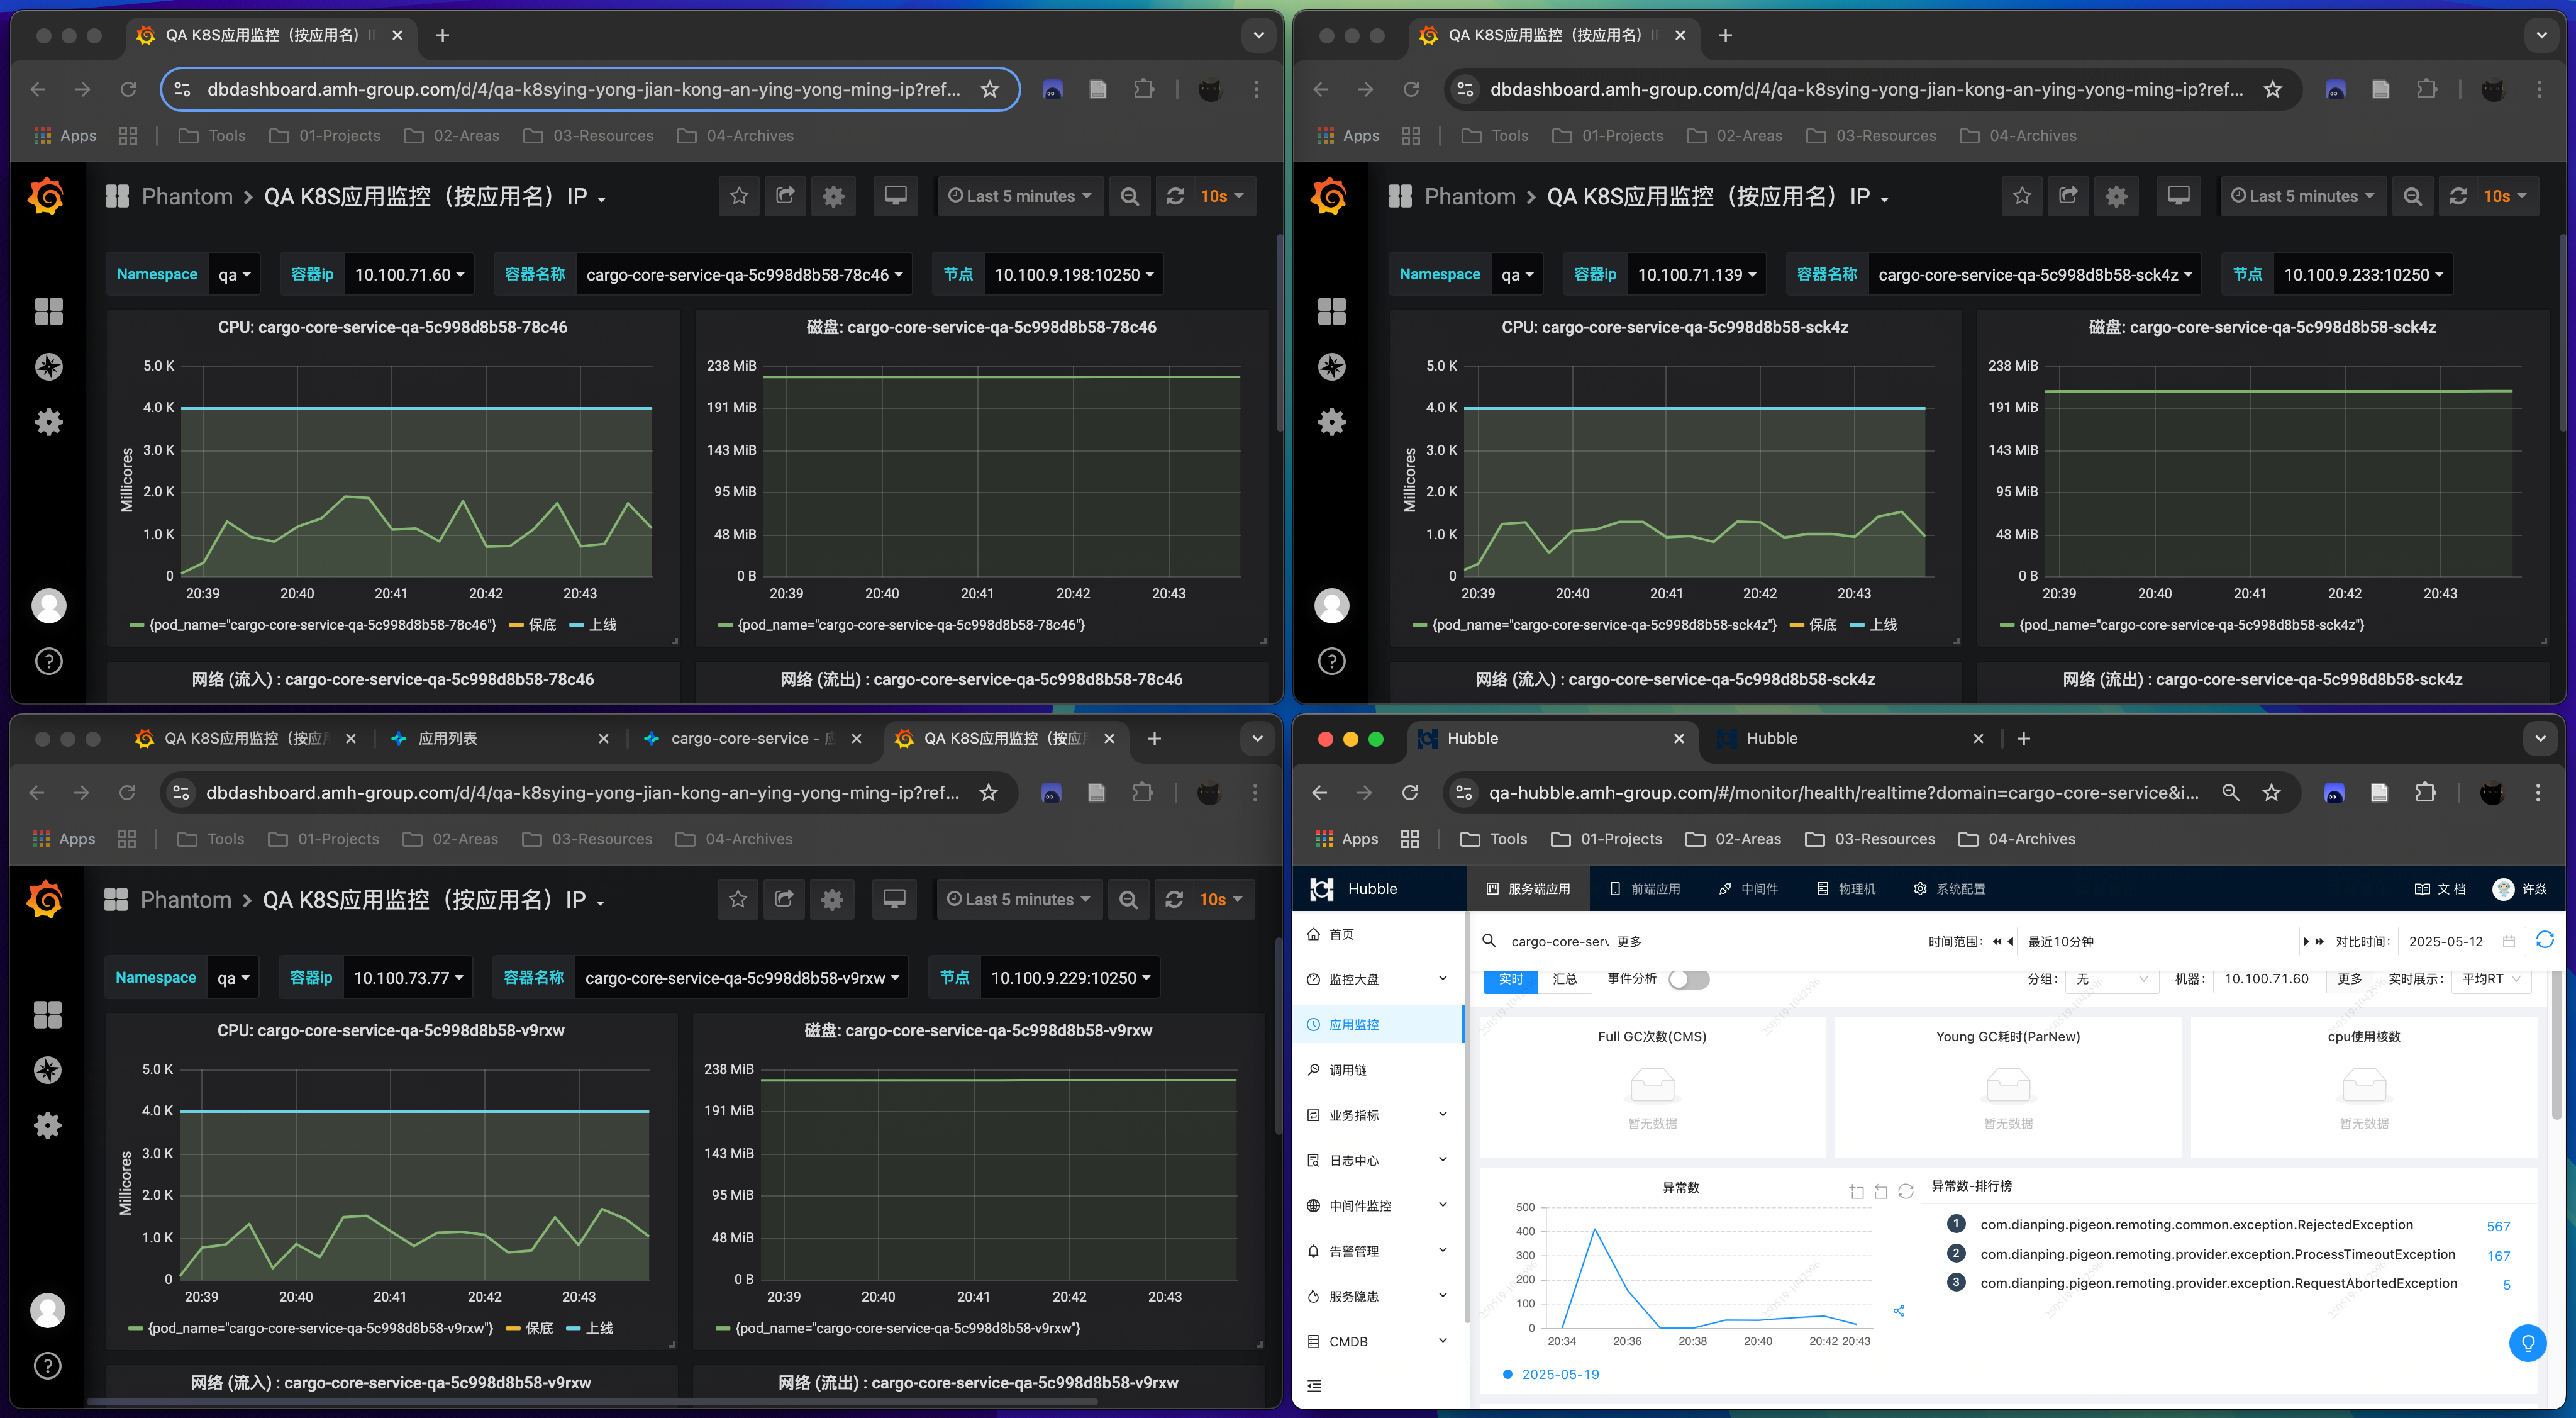 QA K8S应用监控（按应用名）I
dbdashboard.amh-group.com/d/4/qa-k8sying-yong-jian-kong-an-ying-yong-ming-ip?ref...
Apps Tools 01-Projects 02-Areas 03-Resources 04-Archives
Phantom > QA K8S应用监控（按应用名）IP
Last 5 minutes 10s
Namespace qa 容器ip 10.100.71.60 容器名称 cargo-core-service-qa-5c998d8b58-78c46 节点 10.100.9.198:10250
CPU: cargo-core-service-qa-5c998d8b58-78c46
5.0 K
4.0 K
3.0 K
2.0 K
1.0 K
0
Millicores
20:39 20:40 20:41 20:42 20:43
{pod_name="cargo-core-service-qa-5c998d8b58-78c46"} 保底 上线
磁盘: cargo-core-service-qa-5c998d8b58-78c46
238 MiB
191 MiB
143 MiB
95 MiB
48 MiB
0 B
20:39 20:40 20:41 20:42 20:43
{pod_name="cargo-core-service-qa-5c998d8b58-78c46"}
网络 (流入) : cargo-core-service-qa-5c998d8b58-78c46
网络 (流出) : cargo-core-service-qa-5c998d8b58-78c46
QA K8S应用监控（按应用名）I
dbdashboard.amh-group.com/d/4/qa-k8sying-yong-jian-kong-an-ying-yong-ming-ip?ref...
Apps Tools 01-Projects 02-Areas 03-Resources 04-Archives
Phantom > QA K8S应用监控（按应用名）IP
Last 5 minutes 10s
Namespace qa 容器ip 10.100.71.139 容器名称 cargo-core-service-qa-5c998d8b58-sck4z 节点 10.100.9.233:10250
CPU: cargo-core-service-qa-5c998d8b58-sck4z
5.0 K
4.0 K
3.0 K
2.0 K
1.0 K
0
Millicores
20:39 20:40 20:41 20:42 20:43
{pod_name="cargo-core-service-qa-5c998d8b58-sck4z"} 保底 上线
磁盘: cargo-core-service-qa-5c998d8b58-sck4z
238 MiB
191 MiB
143 MiB
95 MiB
48 MiB
0 B
20:39 20:40 20:41 20:42 20:43
{pod_name="cargo-core-service-qa-5c998d8b58-sck4z"}
网络 (流入) : cargo-core-service-qa-5c998d8b58-sck4z
网络 (流出) : cargo-core-service-qa-5c998d8b58-sck4z
QA K8S应用监控（按应 应用列表 cargo-core-service - QA K8S应用监控（按应
dbdashboard.amh-group.com/d/4/qa-k8sying-yong-jian-kong-an-ying-yong-ming-ip?ref...
Apps Tools 01-Projects 02-Areas 03-Resources 04-Archives
Phantom > QA K8S应用监控（按应用名）IP
Last 5 minutes 10s
Namespace qa 容器ip 10.100.73.77 容器名称 cargo-core-service-qa-5c998d8b58-v9rxw 节点 10.100.9.229:10250
CPU: cargo-core-service-qa-5c998d8b58-v9rxw
5.0 K
4.0 K
3.0 K
2.0 K
1.0 K
0
Millicores
20:39 20:40 20:41 20:42 20:43
{pod_name="cargo-core-service-qa-5c998d8b58-v9rxw"} 保底 上线
磁盘: cargo-core-service-qa-5c998d8b58-v9rxw
238 MiB
191 MiB
143 MiB
95 MiB
48 MiB
0 B
20:39 20:40 20:41 20:42 20:43
{pod_name="cargo-core-service-qa-5c998d8b58-v9rxw"}
网络 (流入) : cargo-core-service-qa-5c998d8b58-v9rxw
网络 (流出) : cargo-core-service-qa-5c998d8b58-v9rxw
Hubble Hubble
qa-hubble.amh-group.com/#/monitor/health/realtime?domain=cargo-core-service&i...
Apps Tools 01-Projects 02-Areas 03-Resources 04-Archives
Hubble 服务端应用 前端应用 中间件 物理机 系统配置 文 档 许焱
首页
监控大盘
应用监控
调用链
业务指标
日志中心
中间件监控
告警管理
服务隐患
CMDB
cargo-core-serv 更多 时间范围: 最近10分钟 对比时间: 2025-05-12
实时 汇总 事件分析 分组: 无 机器: 10.100.71.60 更多 实时展示: 平均RT
Full GC次数(CMS)
暂无数据
Young GC耗时(ParNew)
暂无数据
cpu使用核数
暂无数据
异常数
500
400
300
200
100
0
20:34 20:36 20:38 20:40 20:42 20:43
2025-05-19
异常数-排行榜
1 com.dianping.pigeon.remoting.common.exception.RejectedException 567
2 com.dianping.pigeon.remoting.provider.exception.ProcessTimeoutException 167
3 com.dianping.pigeon.remoting.provider.exception.RequestAbortedException 5